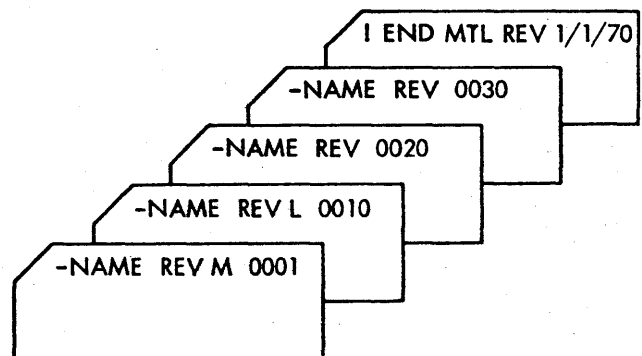 ! END MTL REV 1/1/70
-NAME REV 0030
-NAME REV 0020
-NAME REV L 0010
-NAME REV M 0001